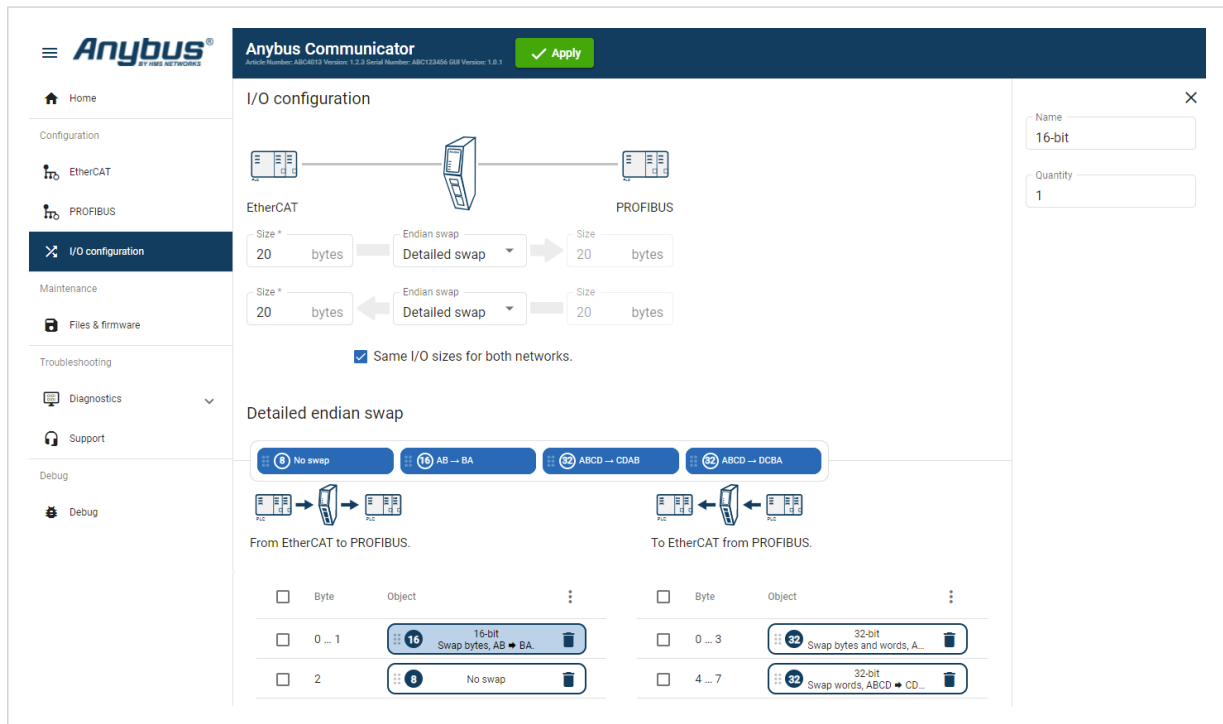 Anybus®
BY HMS NETWORKS
Anybus Communicator
Article Number: ABC4013 Version: 1.2.3 Serial Number: ABC123456 GUI Version: 1.0.1
Apply
Home
Configuration
EtherCAT
PROFIBUS
I/O configuration
Maintenance
Files & firmware
Troubleshooting
Diagnostics
Support
Debug
Debug
I/O configuration
PLC
PLC
EtherCAT
PROFIBUS
Size *
20 bytes
Endian swap
Detailed swap
Size
20 bytes
Size *
20 bytes
Endian swap
Detailed swap
Size
20 bytes
Same I/O sizes for both networks.
Detailed endian swap
8 No swap
16 AB → BA
32 ABCD → CDAB
32 ABCD → DCBA
PLC
PLC
From EtherCAT to PROFIBUS.
PLC
PLC
To EtherCAT from PROFIBUS.
Byte Object
0 ... 1
16
16-bit
Swap bytes, AB ➡ BA.
2
8
No swap
Byte Object
0 ... 3
32
32-bit
Swap bytes and words, A...
4 ... 7
32
32-bit
Swap words, ABCD ➡ CD...
Name
16-bit
Quantity
1